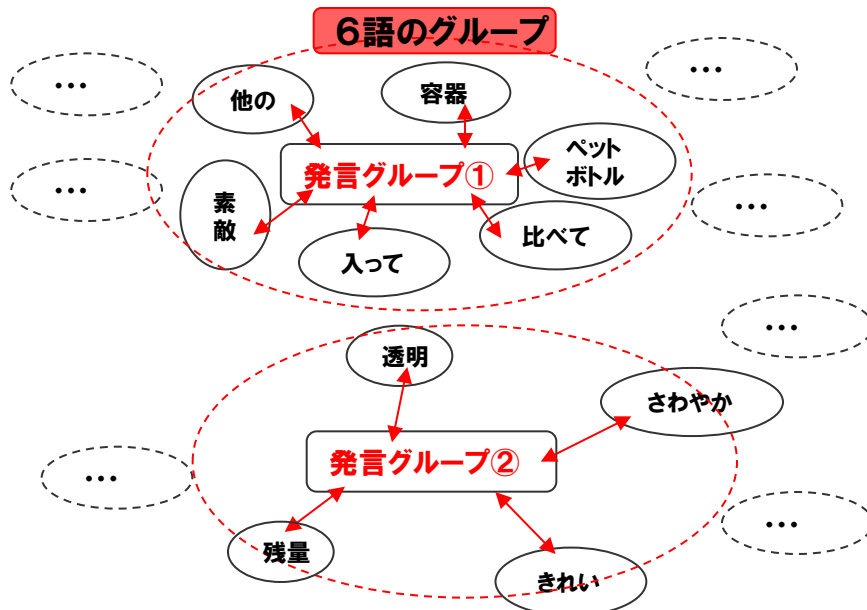 6語のグループ
…
…
他の
容器
発言グループ①
ペット
ボトル
…
素
敵
入って
比べて
…
…
透明
さわやか
発言グループ②
…
残量
きれい
…